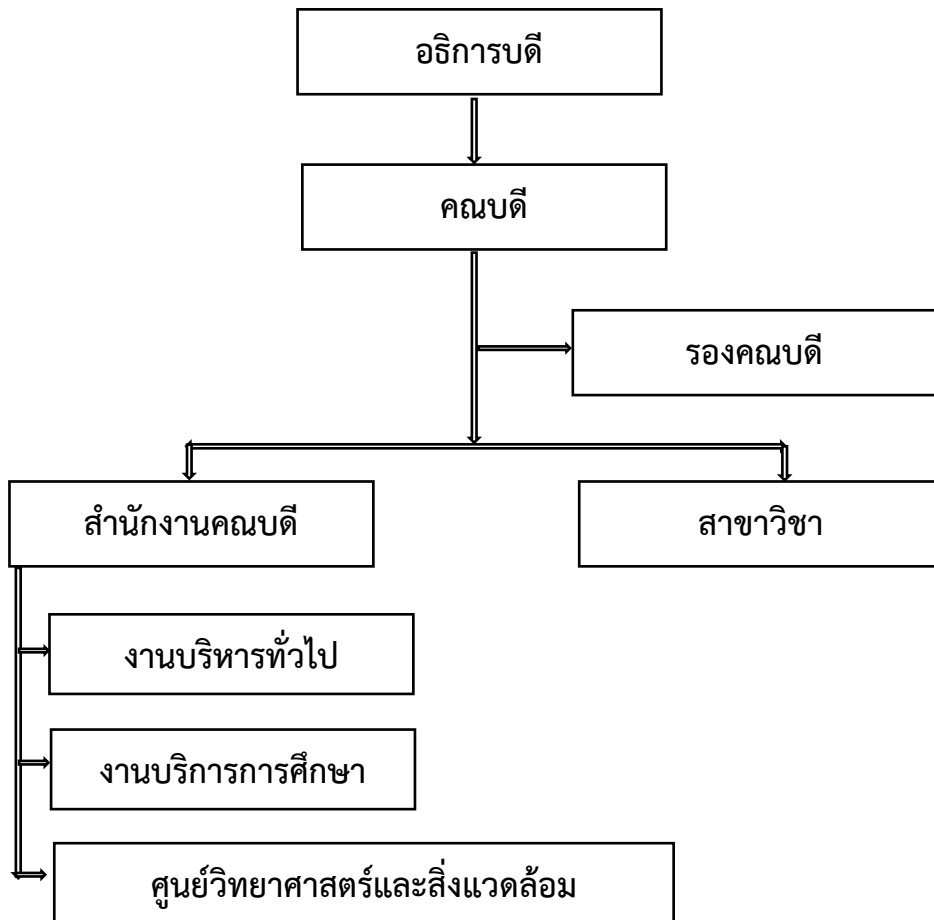 อธิการบดี
คณบดี
รองคณบดี
สำนักงานคณบดี
สาขาวิชา
งานบริหารทั่วไป
งานบริการการศึกษา
ศูนย์วิทยาศาสตร์และสิ่งแวดล้อม